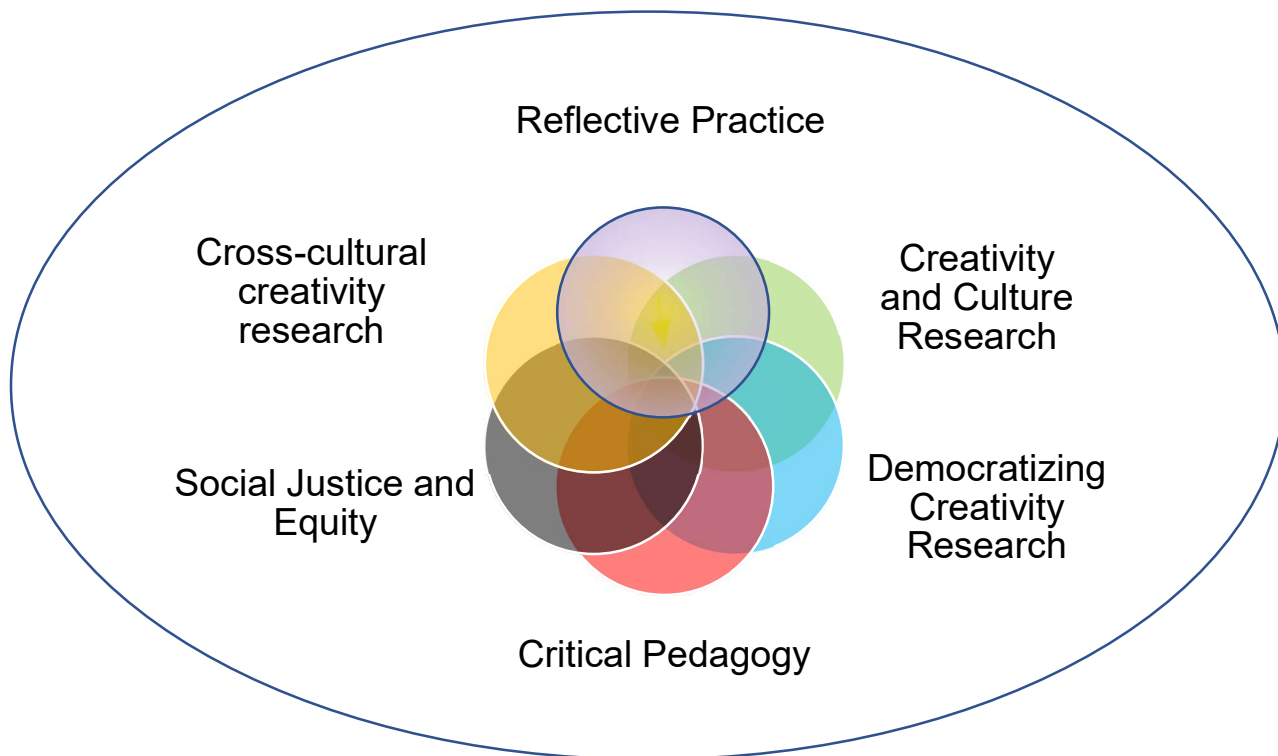 Reflective Practice
Cross-cultural
creativity
research
Creativity
and Culture
Research
Social Justice and
Equity
Democratizing
Creativity
Research
Critical Pedagogy